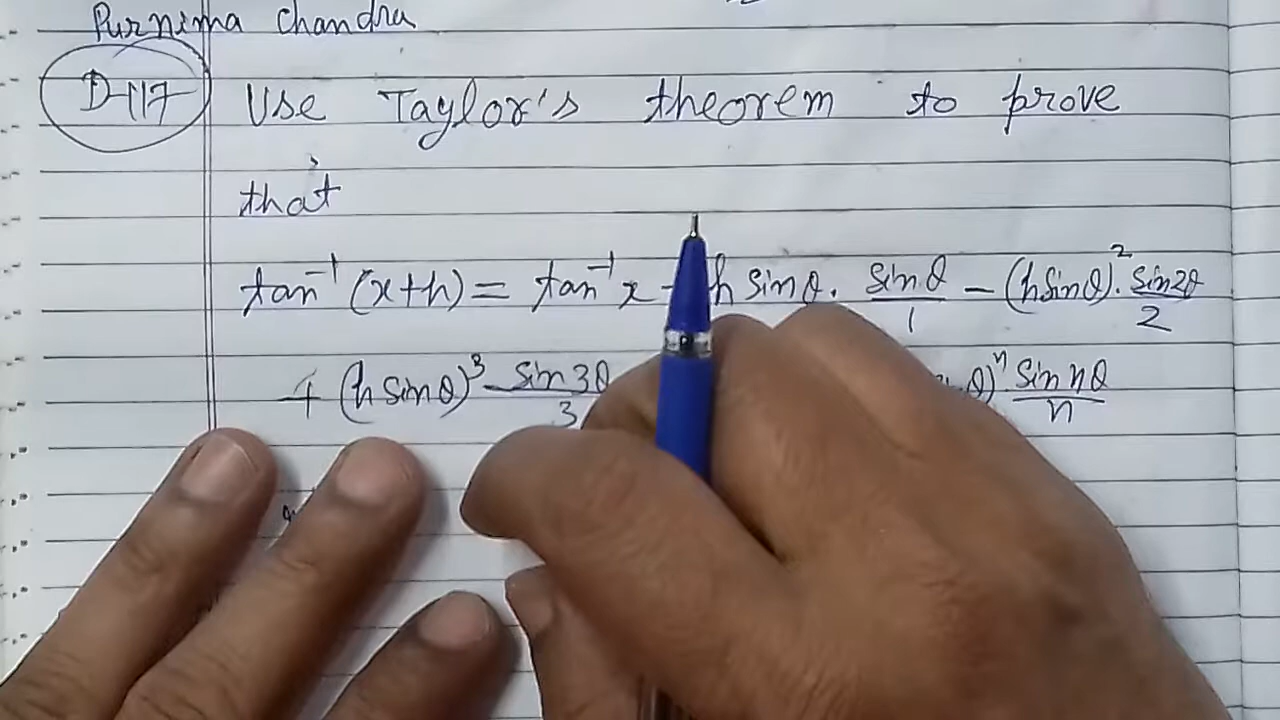 Purnima Chandra
D-117 Use Taylor's theorem to prove
that
tan⁻¹(x+h) = tan⁻¹x h sinθ. sinθ/1 - (h sinθ)². sin2θ/2
+ (h sinθ)³ sin3θ/3 θ)ⁿ sin nθ/n